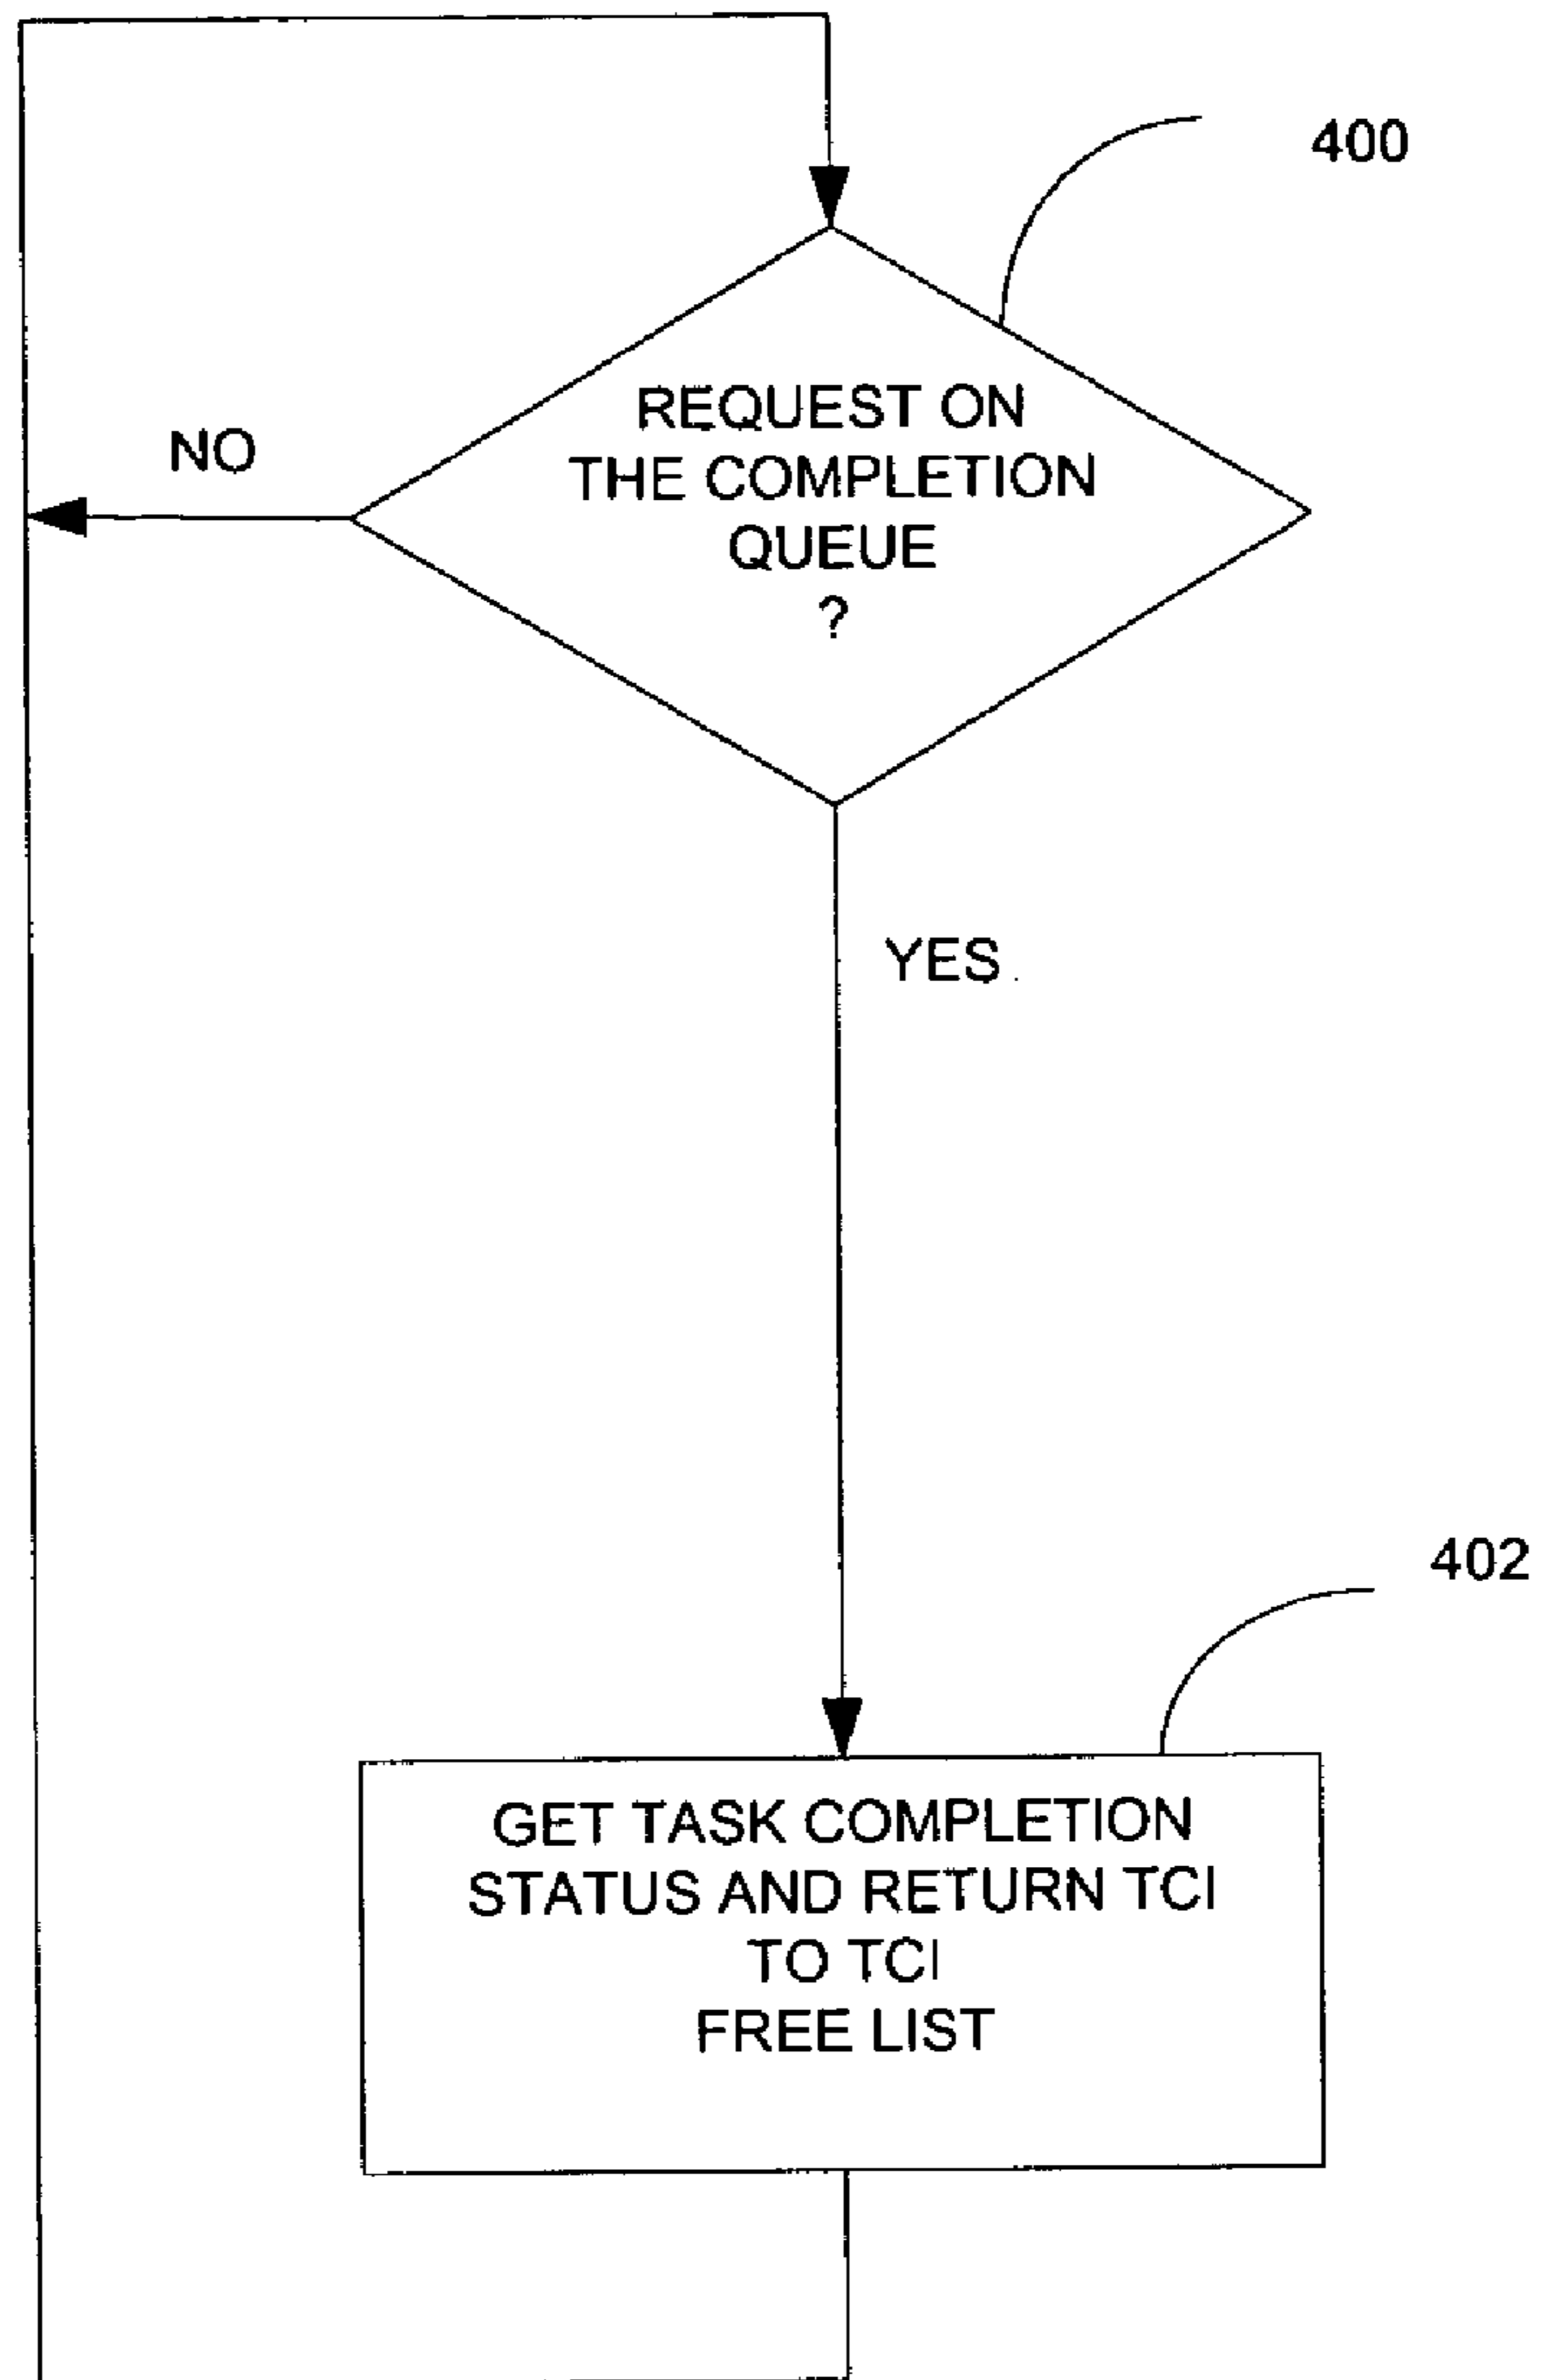 400
REQUEST ON
THE COMPLETION
QUEUE
?
NO
YES
402
GET TASK COMPLETION
STATUS AND RETURN TCI
TO TCI
FREE LIST